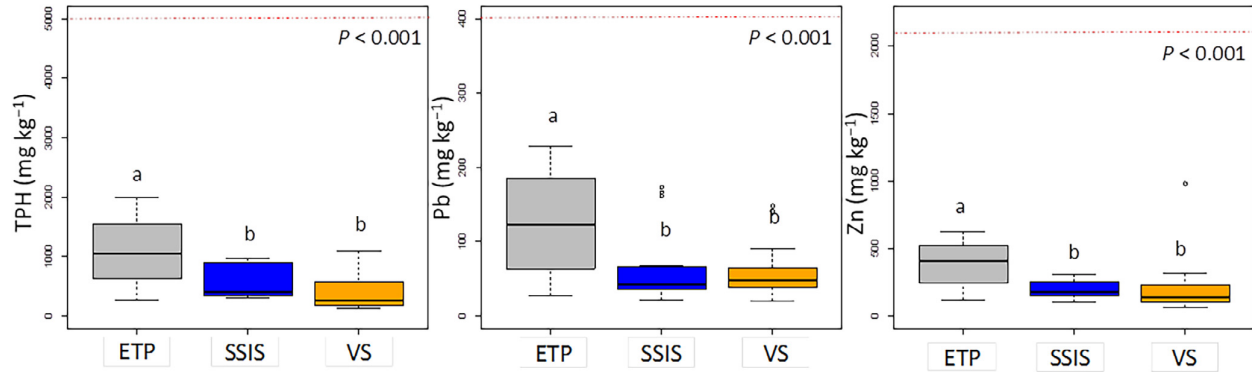 TPH (mg kg⁻¹)
5000
4000
3000
2000
1000
0
P < 0.001
a
b
b
ETP SSIS VS
Pb (mg kg⁻¹)
400
300
200
100
0
P < 0.001
a
b
b
ETP SSIS VS
Zn (mg kg⁻¹)
2000
1500
1000
500
0
P < 0.001
a
b
b
ETP SSIS VS